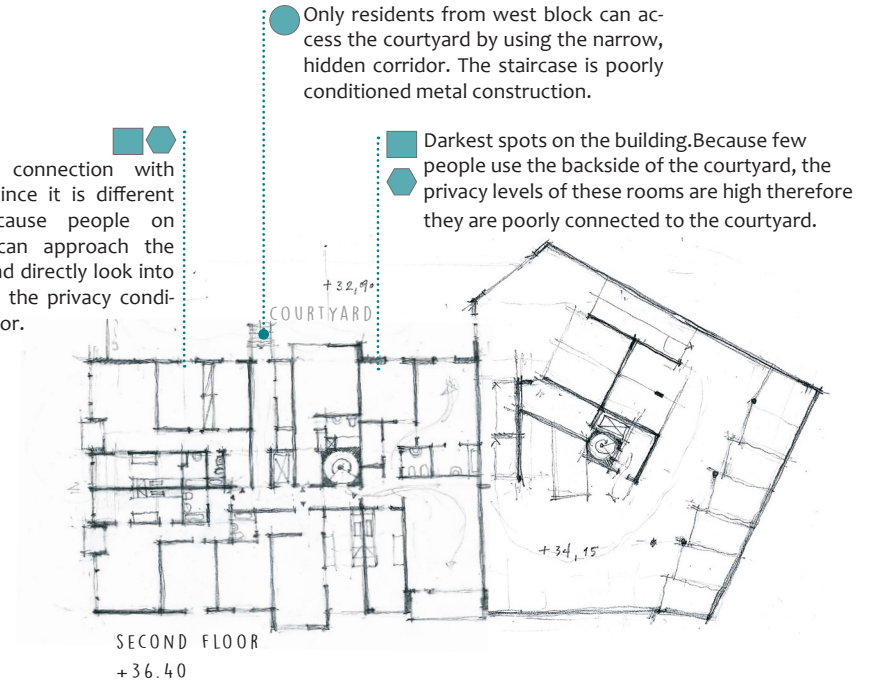 Only residents from west block can ac-
cess the courtyard by using the narrow,
hidden corridor. The staircase is poorly
conditioned metal construction.
connection with
ince it is different
cause people on
can approach the
nd directly look into
the privacy condi-
or.
Darkest spots on the building.Because few
people use the backside of the courtyard, the
privacy levels of these rooms are high therefore
they are poorly connected to the courtyard.
+32,90
COURTYARD
+34,15
SECOND FLOOR
+36.40